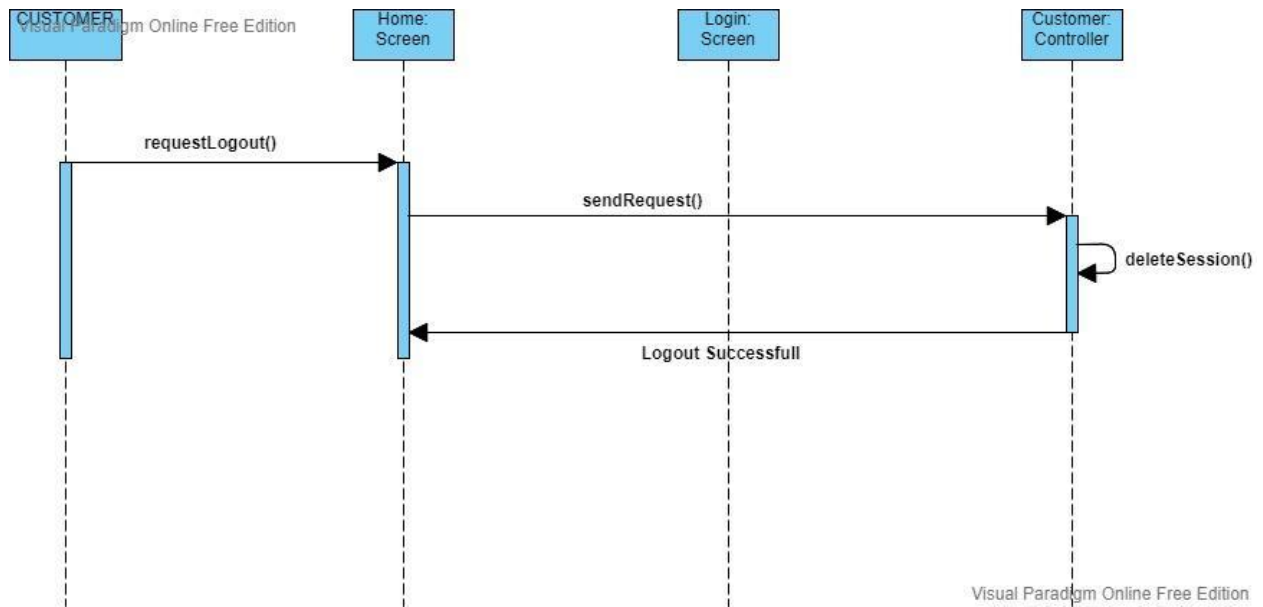 CUSTOMER
Visual Paradigm Online Free Edition
Home:
Screen
Login:
Screen
Customer:
Controller
requestLogout()
sendRequest()
deleteSession()
Logout Successfull
Visual Paradigm Online Free Edition